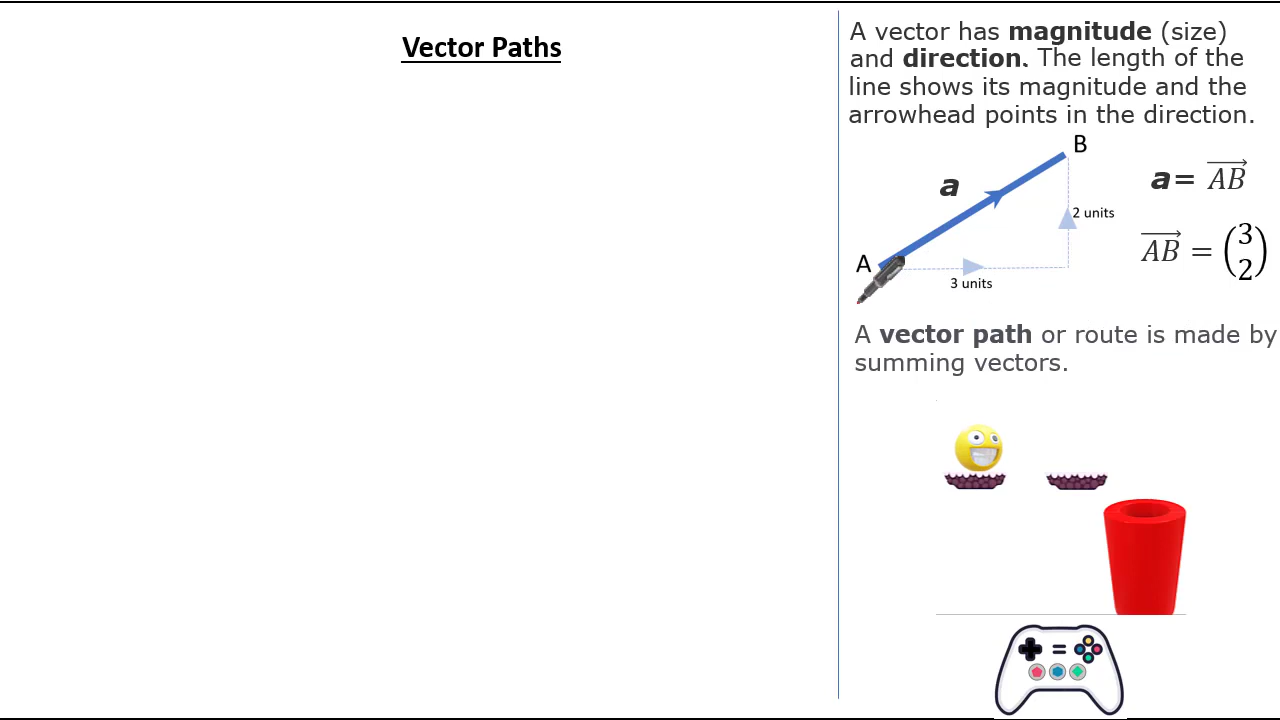 Vector Paths
A vector has magnitude (size)
and direction. The length of the
line shows its magnitude and the
arrowhead points in the direction.
B
a
a = AB
2 units
A
AB = (3 2)
3 units
A vector path or route is made by
summing vectors.